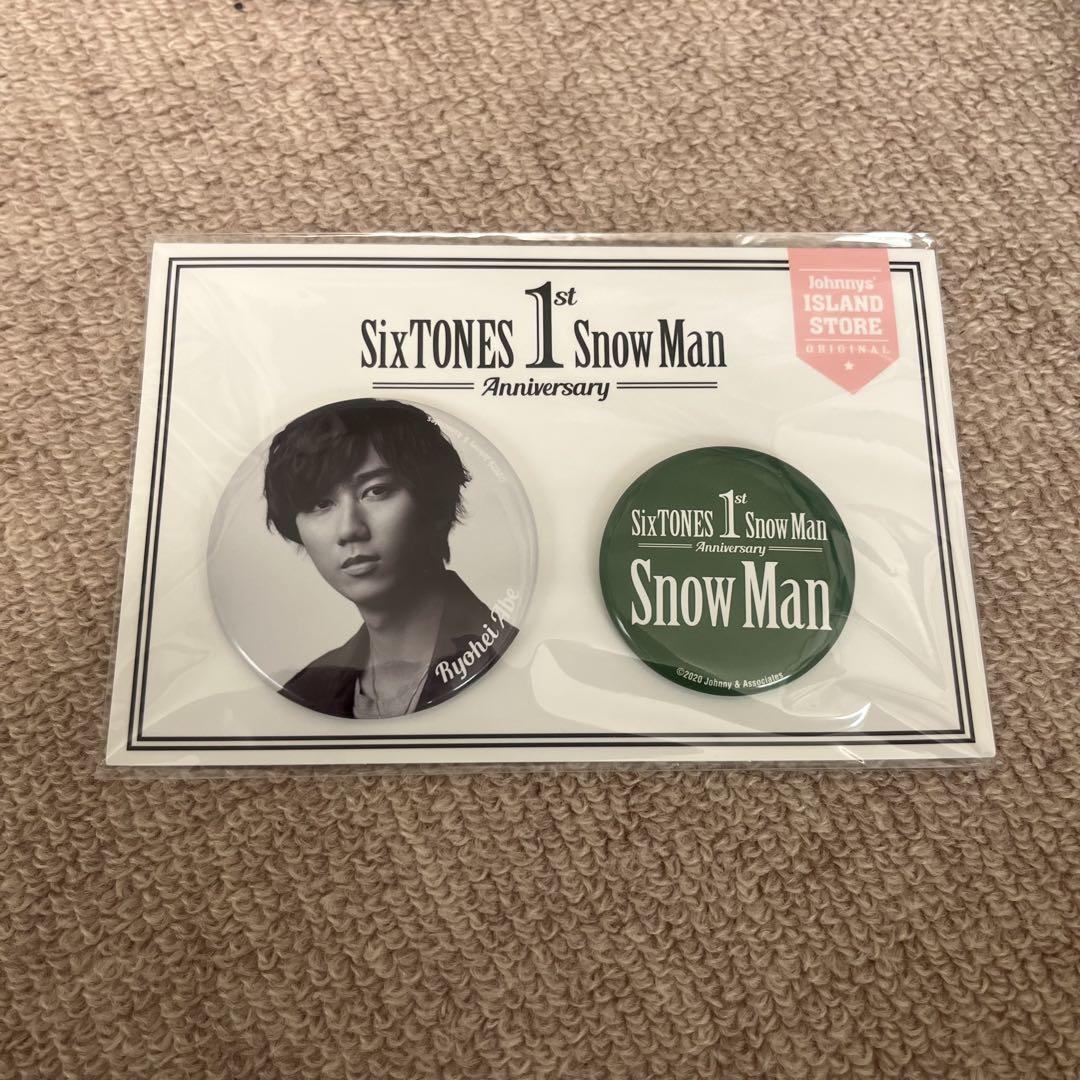 SixTONES 1st Snow Man
Anniversary
Johnnys'
ISLAND
STORE
ORIGINAL
Ryohei Abe
SixTONES 1st Snow Man
Anniversary
Snow Man
©2020 Johnny & Associates